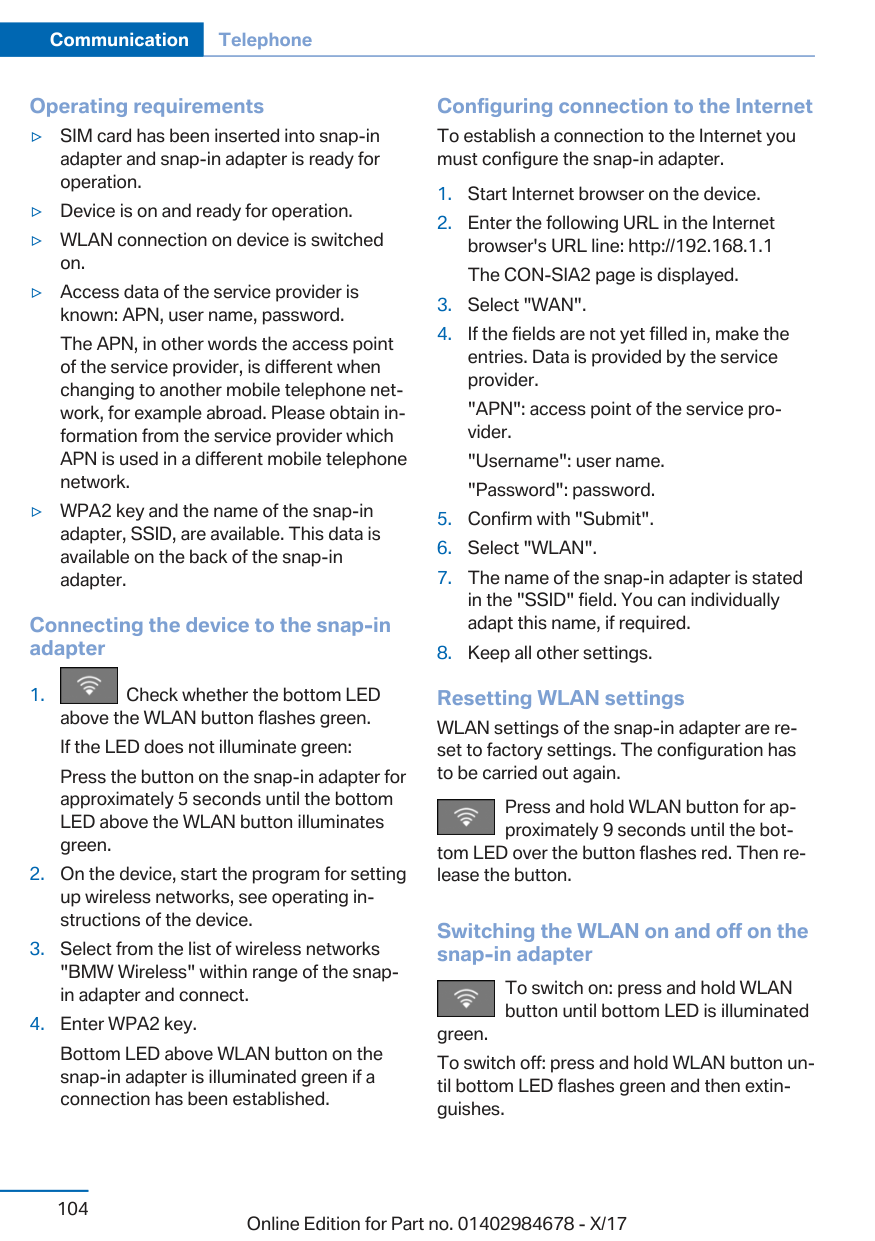 Communication Telephone
Operating requirements
▷ SIM card has been inserted into snap-in
adapter and snap-in adapter is ready for
operation.
▷ Device is on and ready for operation.
▷ WLAN connection on device is switched
on.
▷ Access data of the service provider is
known: APN, user name, password.
The APN, in other words the access point
of the service provider, is different when
changing to another mobile telephone net-
work, for example abroad. Please obtain in-
formation from the service provider which
APN is used in a different mobile telephone
network.
▷ WPA2 key and the name of the snap-in
adapter, SSID, are available. This data is
available on the back of the snap-in
adapter.
Connecting the device to the snap-in
adapter
1. Check whether the bottom LED
above the WLAN button flashes green.
If the LED does not illuminate green:
Press the button on the snap-in adapter for
approximately 5 seconds until the bottom
LED above the WLAN button illuminates
green.
2. On the device, start the program for setting
up wireless networks, see operating in-
structions of the device.
3. Select from the list of wireless networks
"BMW Wireless" within range of the snap-
in adapter and connect.
4. Enter WPA2 key.
Bottom LED above WLAN button on the
snap-in adapter is illuminated green if a
connection has been established.
Configuring connection to the Internet
To establish a connection to the Internet you
must configure the snap-in adapter.
1. Start Internet browser on the device.
2. Enter the following URL in the Internet
browser's URL line: http://192.168.1.1
The CON-SIA2 page is displayed.
3. Select "WAN".
4. If the fields are not yet filled in, make the
entries. Data is provided by the service
provider.
"APN": access point of the service pro-
vider.
"Username": user name.
"Password": password.
5. Confirm with "Submit".
6. Select "WLAN".
7. The name of the snap-in adapter is stated
in the "SSID" field. You can individually
adapt this name, if required.
8. Keep all other settings.
Resetting WLAN settings
WLAN settings of the snap-in adapter are re-
set to factory settings. The configuration has
to be carried out again.
Press and hold WLAN button for ap-
proximately 9 seconds until the bot-
tom LED over the button flashes red. Then re-
lease the button.
Switching the WLAN on and off on the
snap-in adapter
To switch on: press and hold WLAN
button until bottom LED is illuminated
green.
To switch off: press and hold WLAN button un-
til bottom LED flashes green and then extin-
guishes.
104
Online Edition for Part no. 01402984678 - X/17